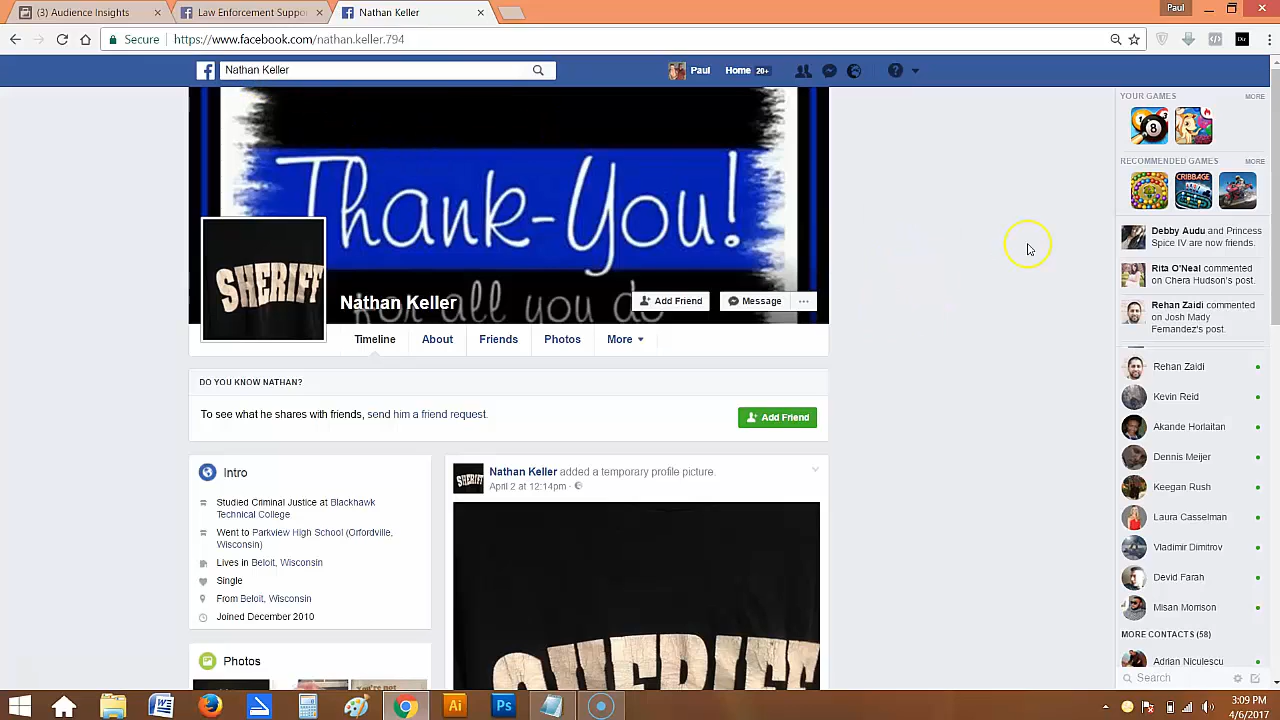 (3) Audience Insights
Law Enforcement Suppo
Nathan Keller
Paul
Secure
https://www.facebook.com/nathan.keller.794
Nathan Keller
Paul
Home 20+
Thank-You!
for all you do
SHERIFF
Nathan Keller
Add Friend
Message
Timeline
About
Friends
Photos
More
DO YOU KNOW NATHAN?
To see what he shares with friends, send him a friend request.
Add Friend
Intro
Studied Criminal Justice at Blackhawk
Technical College
Went to Parkview High School (Orfordville,
Wisconsin)
Lives in Beloit, Wisconsin
Single
From Beloit, Wisconsin
Joined December 2010
Photos
Nathan Keller added a temporary profile picture.
April 2 at 12:14pm
SHERIFF
YOUR GAMES
MORE
RECOMMENDED GAMES
MORE
CRIBBAGE
Debby Audu and Princess
Spice IV are now friends.
Rita O'Neal commented
on Chera Hudson's post.
Rehan Zaidi commented
on Josh Mady
Fernandez's post.
Rehan Zaidi
Kevin Reid
Akande Horlaitan
Dennis Meijer
Keegan Rush
Laura Casselman
Vladimir Dimitrov
Devid Farah
Misan Morrison
MORE CONTACTS (58)
Adrian Niculescu
Search
3:09 PM
4/6/2017